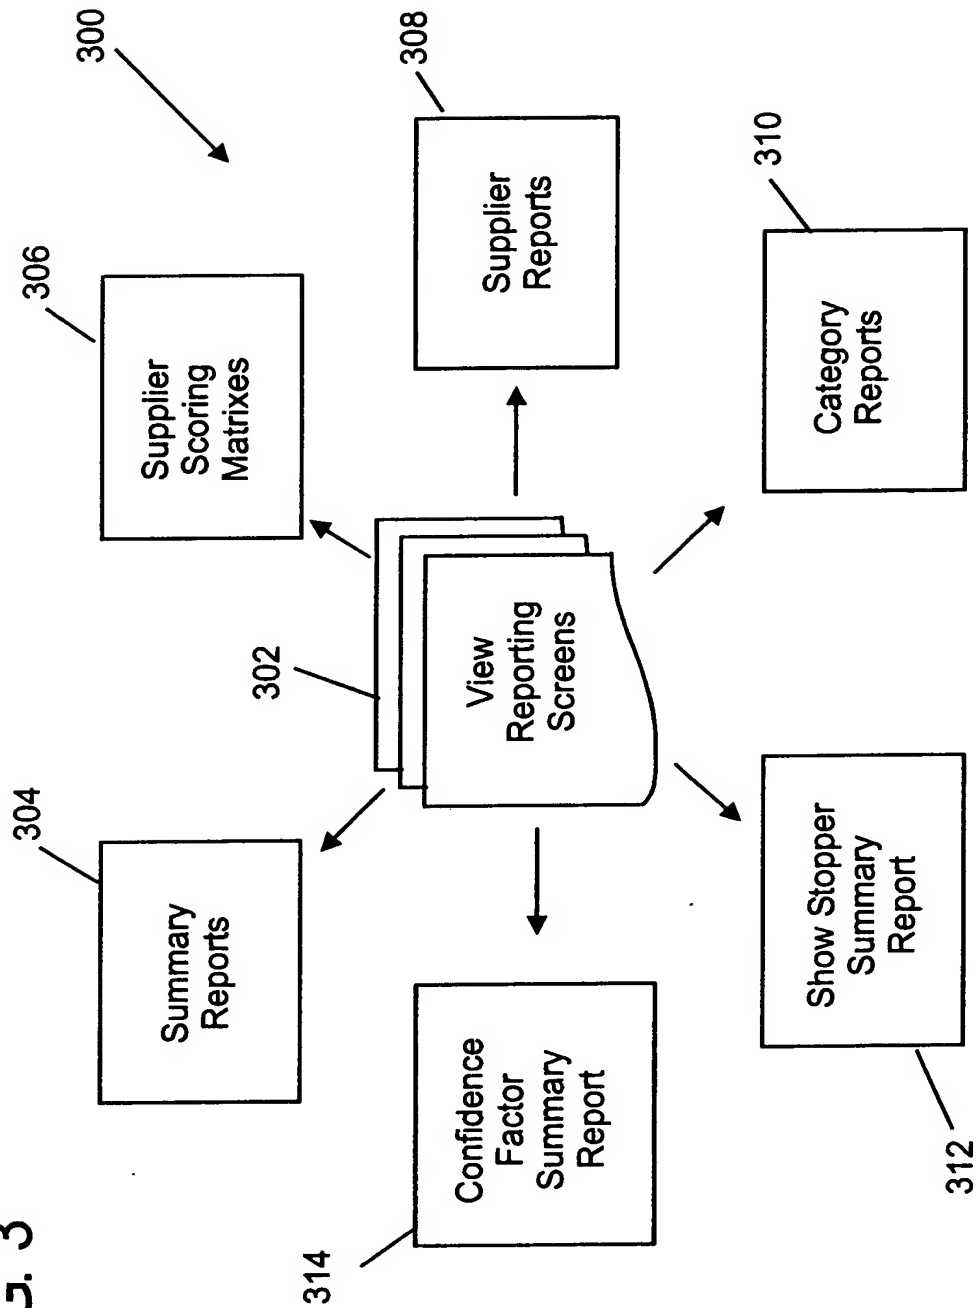 G. 3
300
304
Summary
Reports
306
Supplier
Scoring
Matrixes
302
View
Reporting
Screens
314
Confidence
Factor
Summary
Report
308
Supplier
Reports
312
Show Stopper
Summary
Report
310
Category
Reports